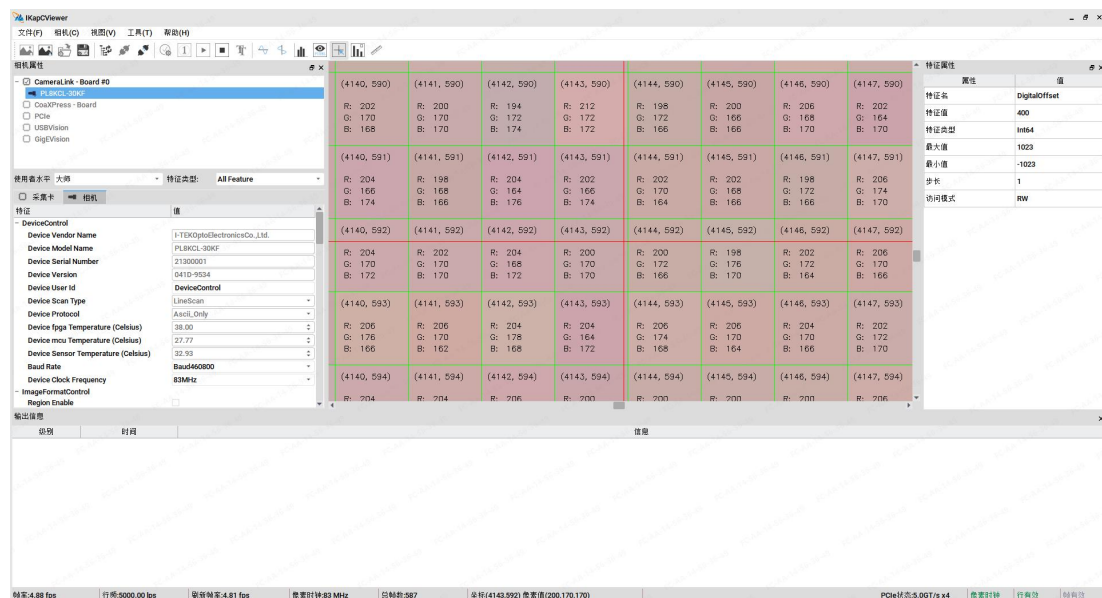 IKapCViewer
文件(F) 相机(C) 视图(V) 工具(T) 帮助(H)
相机属性
CameraLink - Board #0
PL8KCL-30KF
CoaXPress - Board
PCIe
USBVision
GigEVision
使用者水平 大师 特征类型: All Feature
采集卡 相机
特征 值
DeviceControl
Device Vendor Name I-TEKOptoElectronicsCo.,Ltd.
Device Model Name PL8KCL-30KF
Device Serial Number 21300001
Device Version 041D-9534
Device User Id DeviceControl
Device Scan Type LineScan
Device Protocol Ascii_Only
Device fpga Temperature (Celsius) 38.00
Device mcu Temperature (Celsius) 27.77
Device Sensor Temperature (Celsius) 32.93
Baud Rate Baud460800
Device Clock Frequency 83MHz
ImageFormatControl
Region Enable
(4140, 590) (4141, 590) (4142, 590) (4143, 590) (4144, 590) (4145, 590) (4146, 590) (4147, 590)
R: 202 R: 200 R: 194 R: 212 R: 198 R: 200 R: 206 R: 202
G: 170 G: 170 G: 172 G: 172 G: 172 G: 166 G: 168 G: 164
B: 168 B: 170 B: 174 B: 172 B: 166 B: 166 B: 170 B: 170
(4140, 591) (4141, 591) (4142, 591) (4143, 591) (4144, 591) (4145, 591) (4146, 591) (4147, 591)
R: 204 R: 198 R: 204 R: 202 R: 202 R: 202 R: 198 R: 206
G: 166 G: 168 G: 164 G: 166 G: 170 G: 168 G: 172 G: 174
B: 174 B: 166 B: 176 B: 174 B: 164 B: 166 B: 166 B: 170
(4140, 592) (4141, 592) (4142, 592) (4143, 592) (4144, 592) (4145, 592) (4146, 592) (4147, 592)
R: 204 R: 202 R: 204 R: 200 R: 200 R: 198 R: 202 R: 206
G: 170 G: 170 G: 168 G: 170 G: 172 G: 176 G: 172 G: 170
B: 172 B: 170 B: 172 B: 170 B: 166 B: 170 B: 164 B: 166
(4140, 593) (4141, 593) (4142, 593) (4143, 593) (4144, 593) (4145, 593) (4146, 593) (4147, 593)
R: 206 R: 206 R: 204 R: 204 R: 206 R: 206 R: 204 R: 202
G: 176 G: 170 G: 178 G: 164 G: 174 G: 170 G: 170 G: 172
B: 166 B: 162 B: 168 B: 172 B: 168 B: 164 B: 166 B: 170
(4140, 594) (4141, 594) (4142, 594) (4143, 594) (4144, 594) (4145, 594) (4146, 594) (4147, 594)
R: 204 R: 204 R: 206 R: 200 R: 200 R: 200 R: 200 R: 206
特征属性
属性 值
特征名 DigitalOffset
特征值 400
特征类型 Int64
最大值 1023
最小值 -1023
步长 1
访问模式 RW
输出信息
级别 时间 信息
帧率:4.88 fps 行频:5000.00 lps 刷新帧率:4.81 fps 像素时钟:83 MHz 总帧数:587 坐标(4143,592) 像素值(200,170,170) PCIe状态:5.0GT/s x4 像素时钟 行有效 帧有效